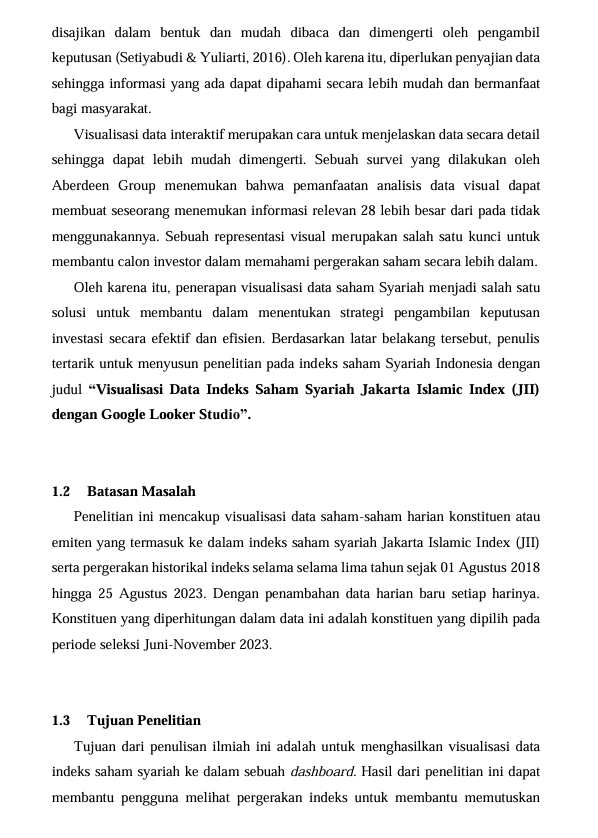 disajikan dalam bentuk dan mudah dibaca dan dimengerti oleh pengambil
keputusan (Setiyabudi & Yuliarti, 2016). Oleh karena itu, diperlukan penyajian data
sehingga informasi yang ada dapat dipahami secara lebih mudah dan bermanfaat
bagi masyarakat.
Visualisasi data interaktif merupakan cara untuk menjelaskan data secara detail
sehingga dapat lebih mudah dimengerti. Sebuah survei yang dilakukan oleh
Aberdeen Group menemukan bahwa pemanfaatan analisis data visual dapat
membuat seseorang menemukan informasi relevan 28 lebih besar dari pada tidak
menggunakannya. Sebuah representasi visual merupakan salah satu kunci untuk
membantu calon investor dalam memahami pergerakan saham secara lebih dalam.
Oleh karena itu, penerapan visualisasi data saham Syariah menjadi salah satu
solusi untuk membantu dalam menentukan strategi pengambilan keputusan
investasi secara efektif dan efisien. Berdasarkan latar belakang tersebut, penulis
tertarik untuk menyusun penelitian pada indeks saham Syariah Indonesia dengan
judul “Visualisasi Data Indeks Saham Syariah Jakarta Islamic Index (JII)
dengan Google Looker Studio”.
1.2 Batasan Masalah
Penelitian ini mencakup visualisasi data saham-saham harian konstituen atau
emiten yang termasuk ke dalam indeks saham syariah Jakarta Islamic Index (JII)
serta pergerakan historikal indeks selama selama lima tahun sejak 01 Agustus 2018
hingga 25 Agustus 2023. Dengan penambahan data harian baru setiap harinya.
Konstituen yang diperhitungan dalam data ini adalah konstituen yang dipilih pada
periode seleksi Juni-November 2023.
1.3 Tujuan Penelitian
Tujuan dari penulisan ilmiah ini adalah untuk menghasilkan visualisasi data
indeks saham syariah ke dalam sebuah dashboard. Hasil dari penelitian ini dapat
membantu pengguna melihat pergerakan indeks untuk membantu memutuskan